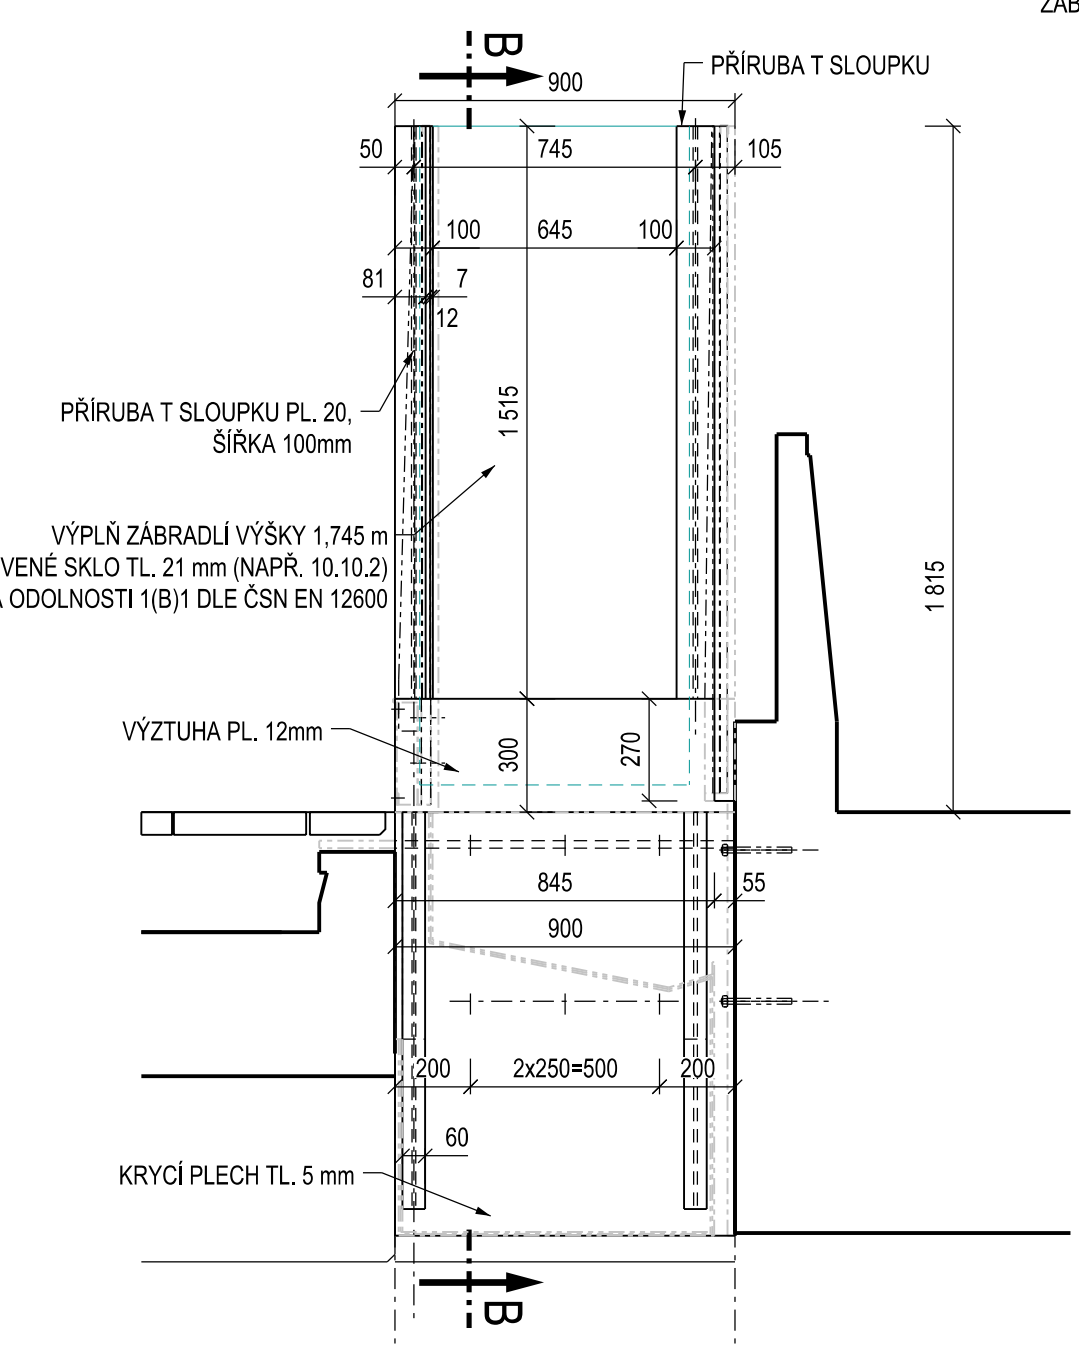 ZÁB
B
PŘÍRUBA T SLOUPKU
900
50
745
105
100
645
100
81
7
12
1 515
PŘÍRUBA T SLOUPKU PL. 20,
ŠÍŘKA 100mm
VÝPLŇ ZÁBRADLÍ VÝŠKY 1,745 m
VENÉ SKLO TL. 21 mm (NAPŘ. 10.10.2)
A ODOLNOSTI 1(B)1 DLE ČSN EN 12600
1 815
VÝZTUHA PL. 12mm
300
270
845
55
900
200
2x250=500
200
60
KRYCÍ PLECH TL. 5 mm
B